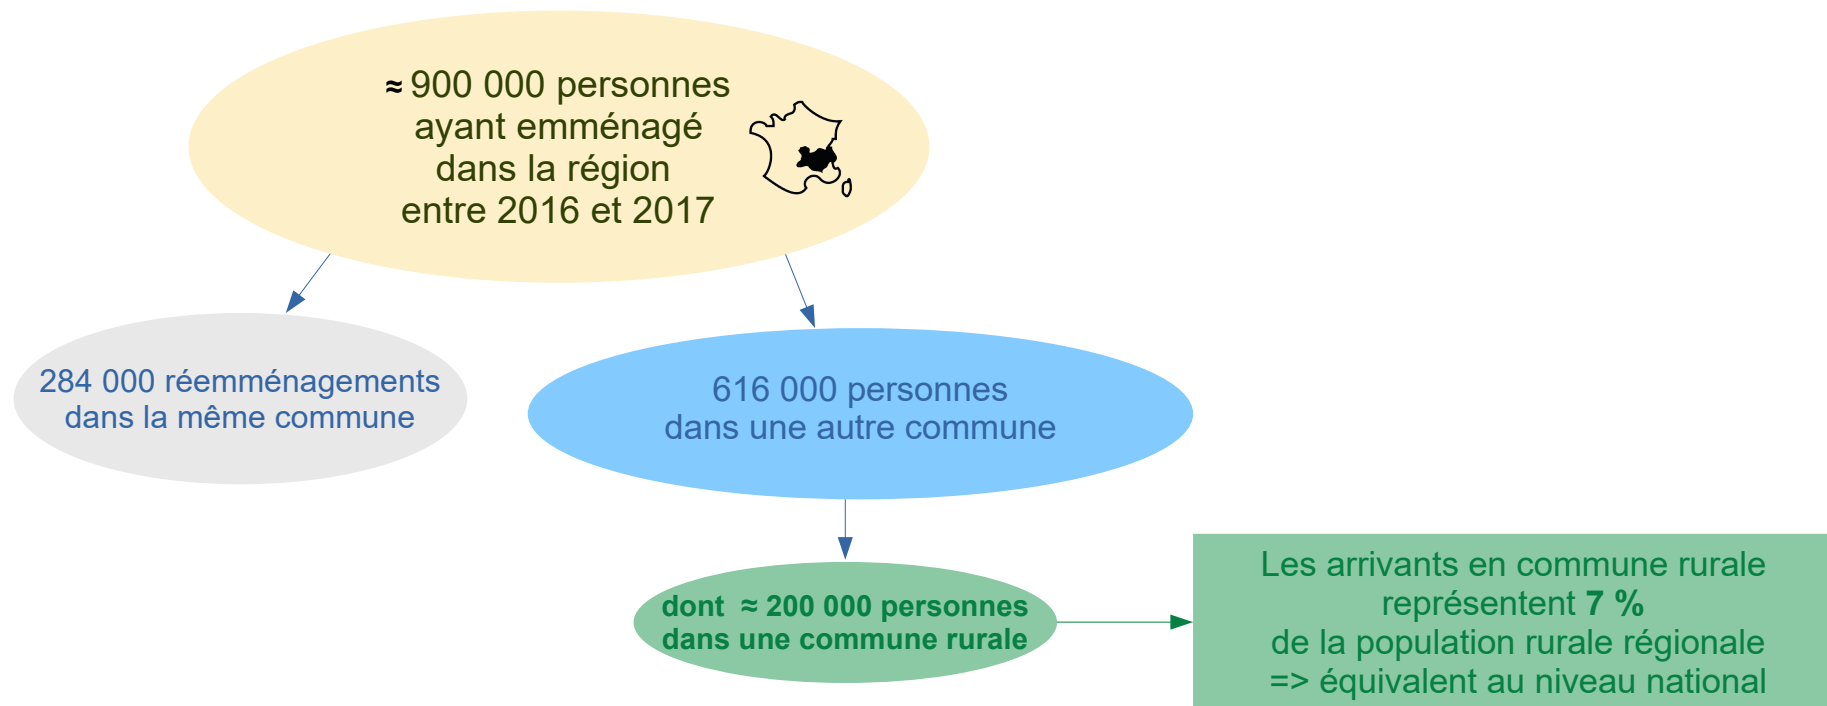 ≈ 900 000 personnes
ayant emménagé
dans la région
entre 2016 et 2017
284 000 réemménagements
dans la même commune
616 000 personnes
dans une autre commune
dont ≈ 200 000 personnes
dans une commune rurale
Les arrivants en commune rurale
représentent 7 %
de la population rurale régionale
=> équivalent au niveau national